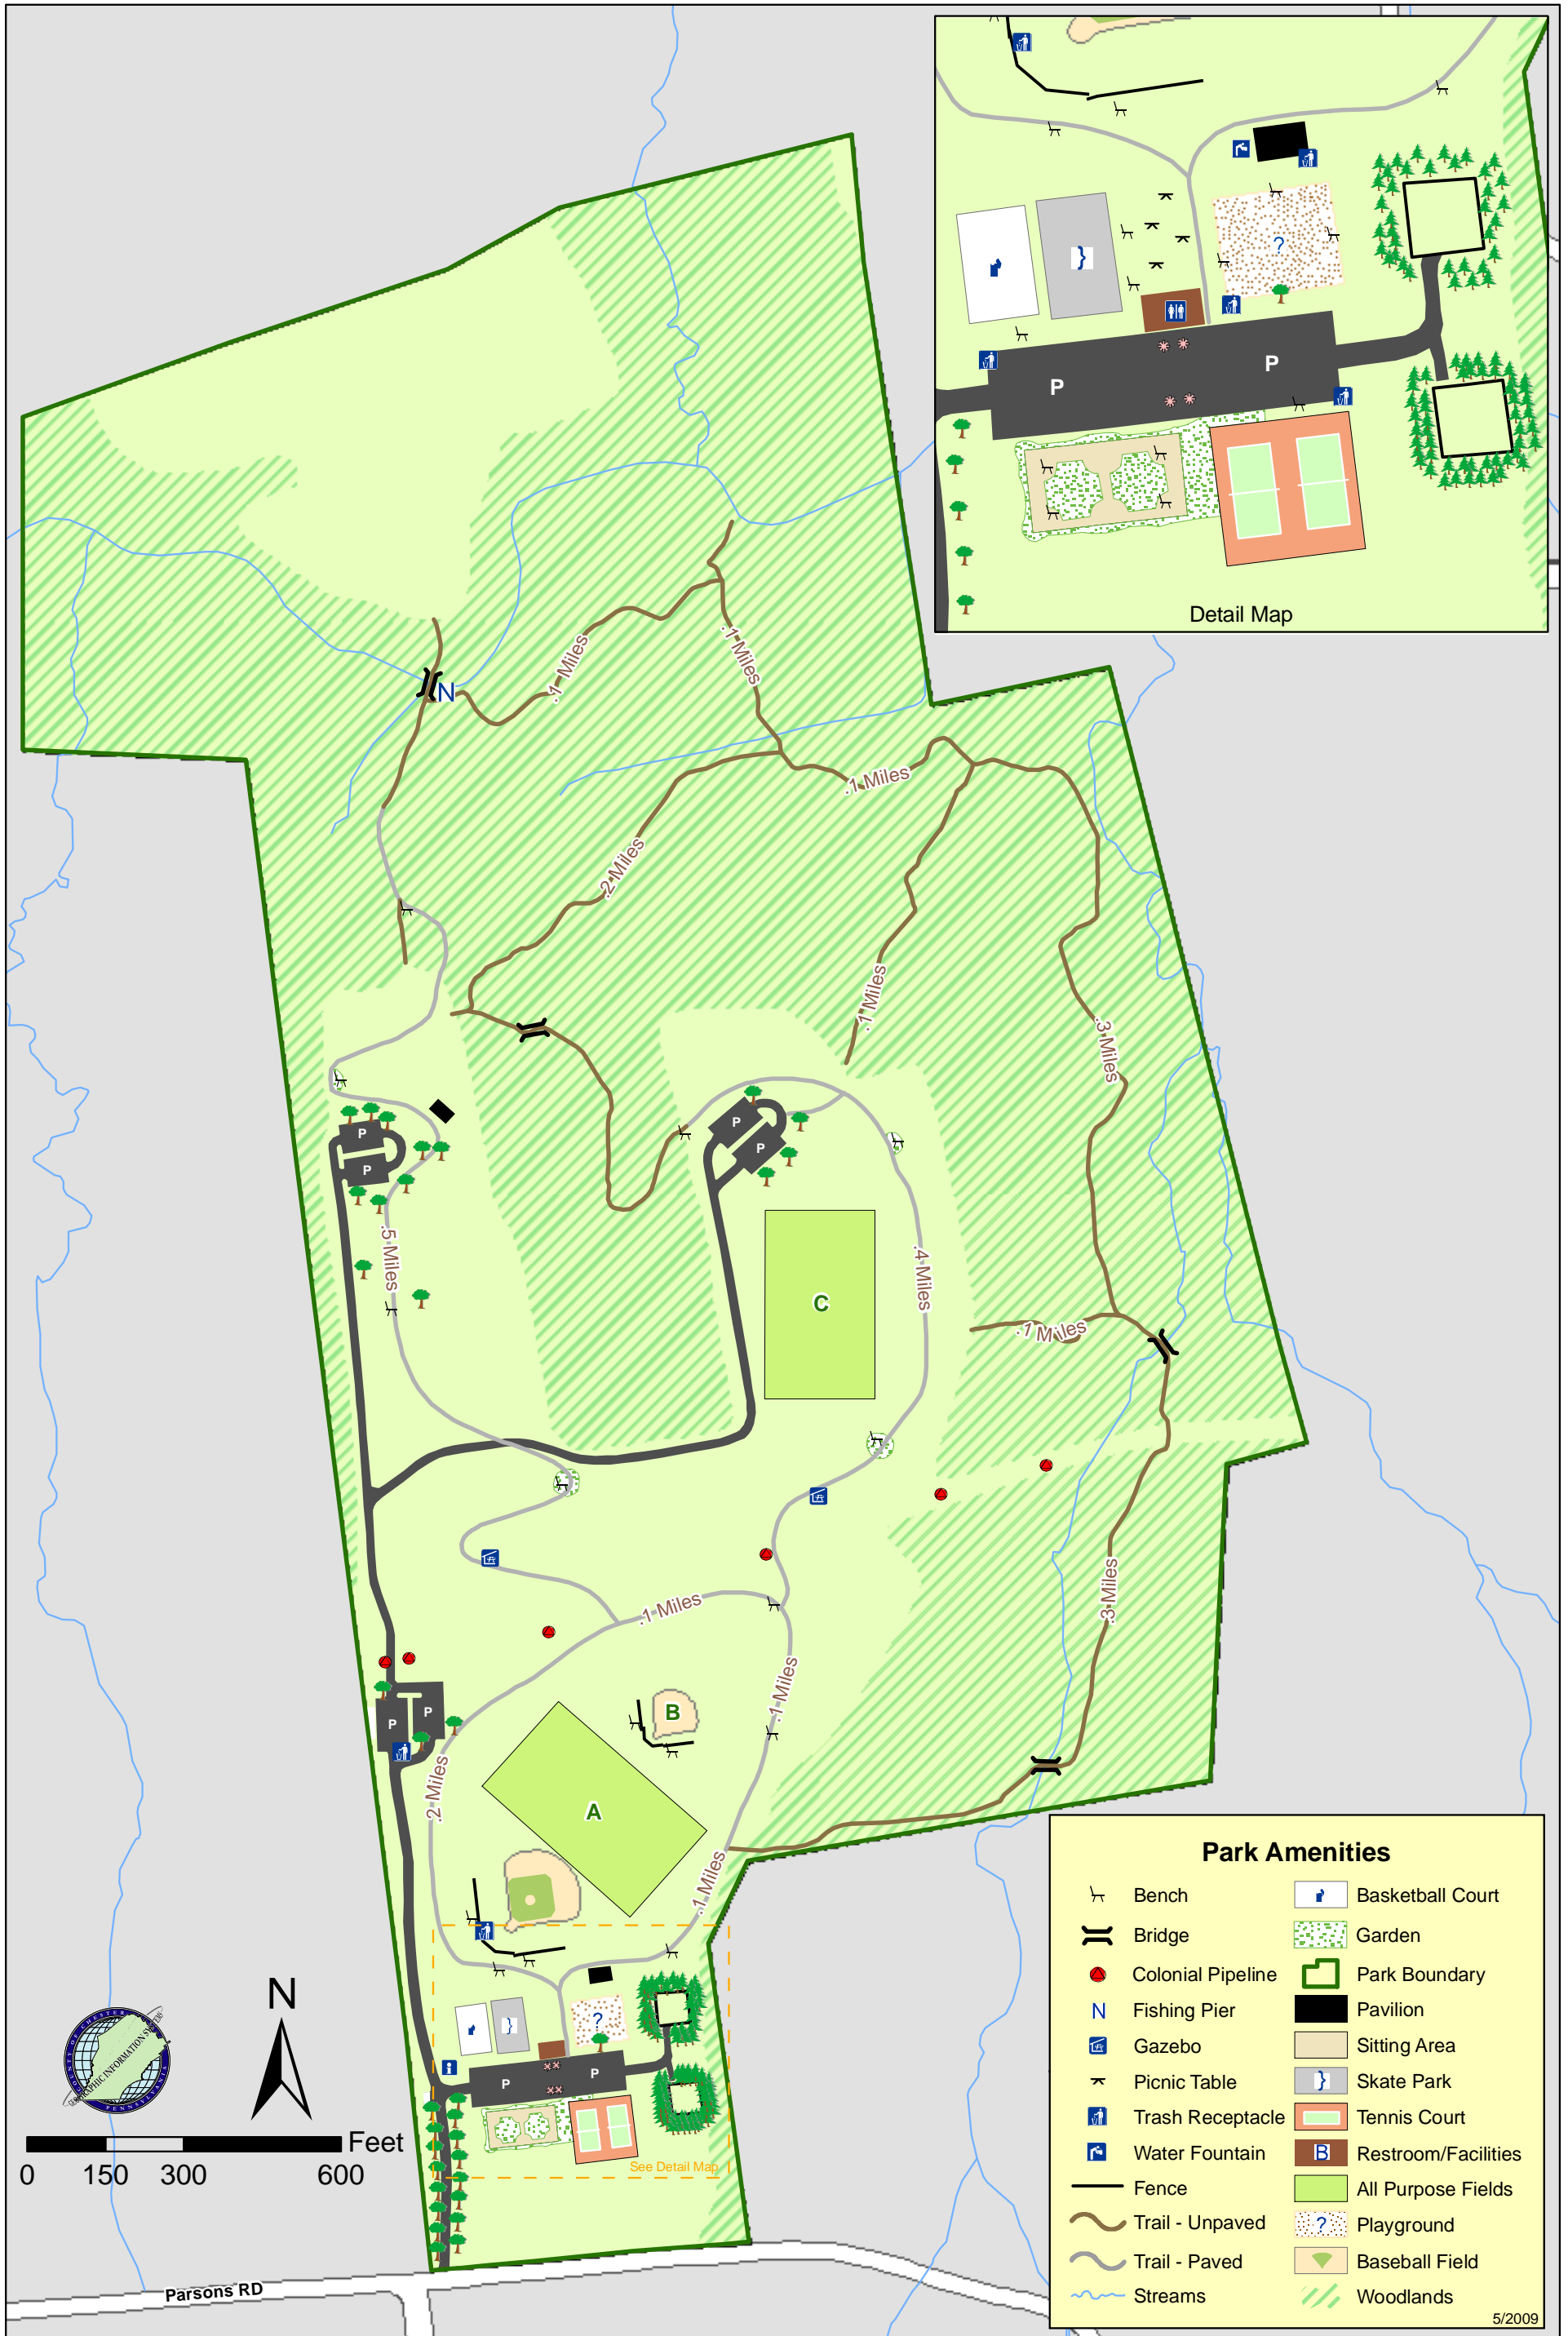 P
P
Detail Map
N
.1 Miles
.1 Miles
.1 Miles
.2 Miles
.1 Miles
.3 Miles
P
P
P
P
.5 Miles
.4 Miles
C
.1 Miles
.1 Miles
.3 Miles
.1 Miles
B
P
P
.2 Miles
A
.1 Miles
P
P
See Detail Map
N
GEOGRAPHIC INFORMATION SYSTEMS
PENNSYLVANIA
Feet
0 150 300 600
Parsons RD
Park Amenities
Bench
Basketball Court
Bridge
Garden
Colonial Pipeline
Park Boundary
N Fishing Pier
Pavilion
Gazebo
Sitting Area
Picnic Table
} Skate Park
Trash Receptacle
Tennis Court
Water Fountain
B Restroom/Facilities
Fence
All Purpose Fields
Trail - Unpaved
? Playground
Trail - Paved
Baseball Field
Streams
Woodlands
5/2009